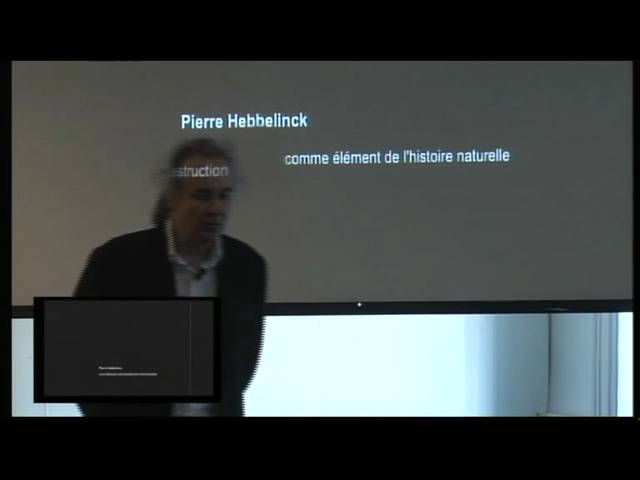 Pierre Hebbelinck
comme élément de l'histoire naturelle
struction